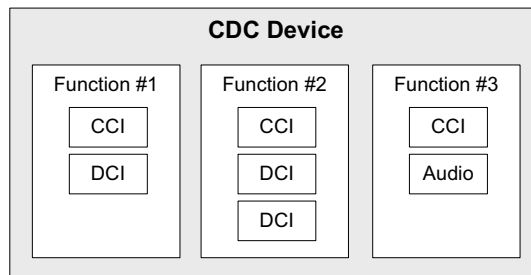 CDC Device
Function #1
CCI
DCI
Function #2
CCI
DCI
DCI
Function #3
CCI
Audio